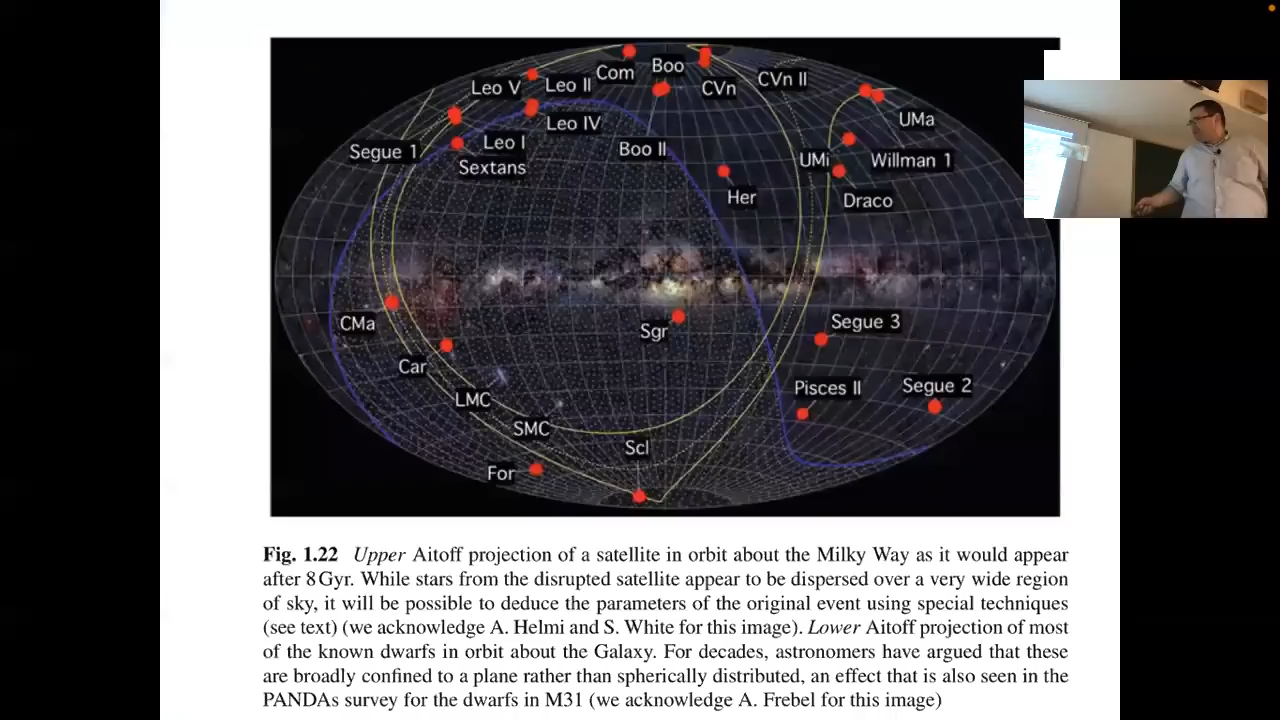 Com
Boo
Leo V
Leo II
CVn
CVn II
Leo IV
UMa
Segue 1
Leo I
Boo II
Sextans
UMi
Willman 1
Her
Draco
CMa
Sgr
Segue 3
Car
LMC
Pisces II
Segue 2
SMC
Scl
For
Fig. 1.22 Upper Aitoff projection of a satellite in orbit about the Milky Way as it would appear
after 8 Gyr. While stars from the disrupted satellite appear to be dispersed over a very wide region
of sky, it will be possible to deduce the parameters of the original event using special techniques
(see text) (we acknowledge A. Helmi and S. White for this image). Lower Aitoff projection of most
of the known dwarfs in orbit about the Galaxy. For decades, astronomers have argued that these
are broadly confined to a plane rather than spherically distributed, an effect that is also seen in the
PANDAs survey for the dwarfs in M31 (we acknowledge A. Frebel for this image)